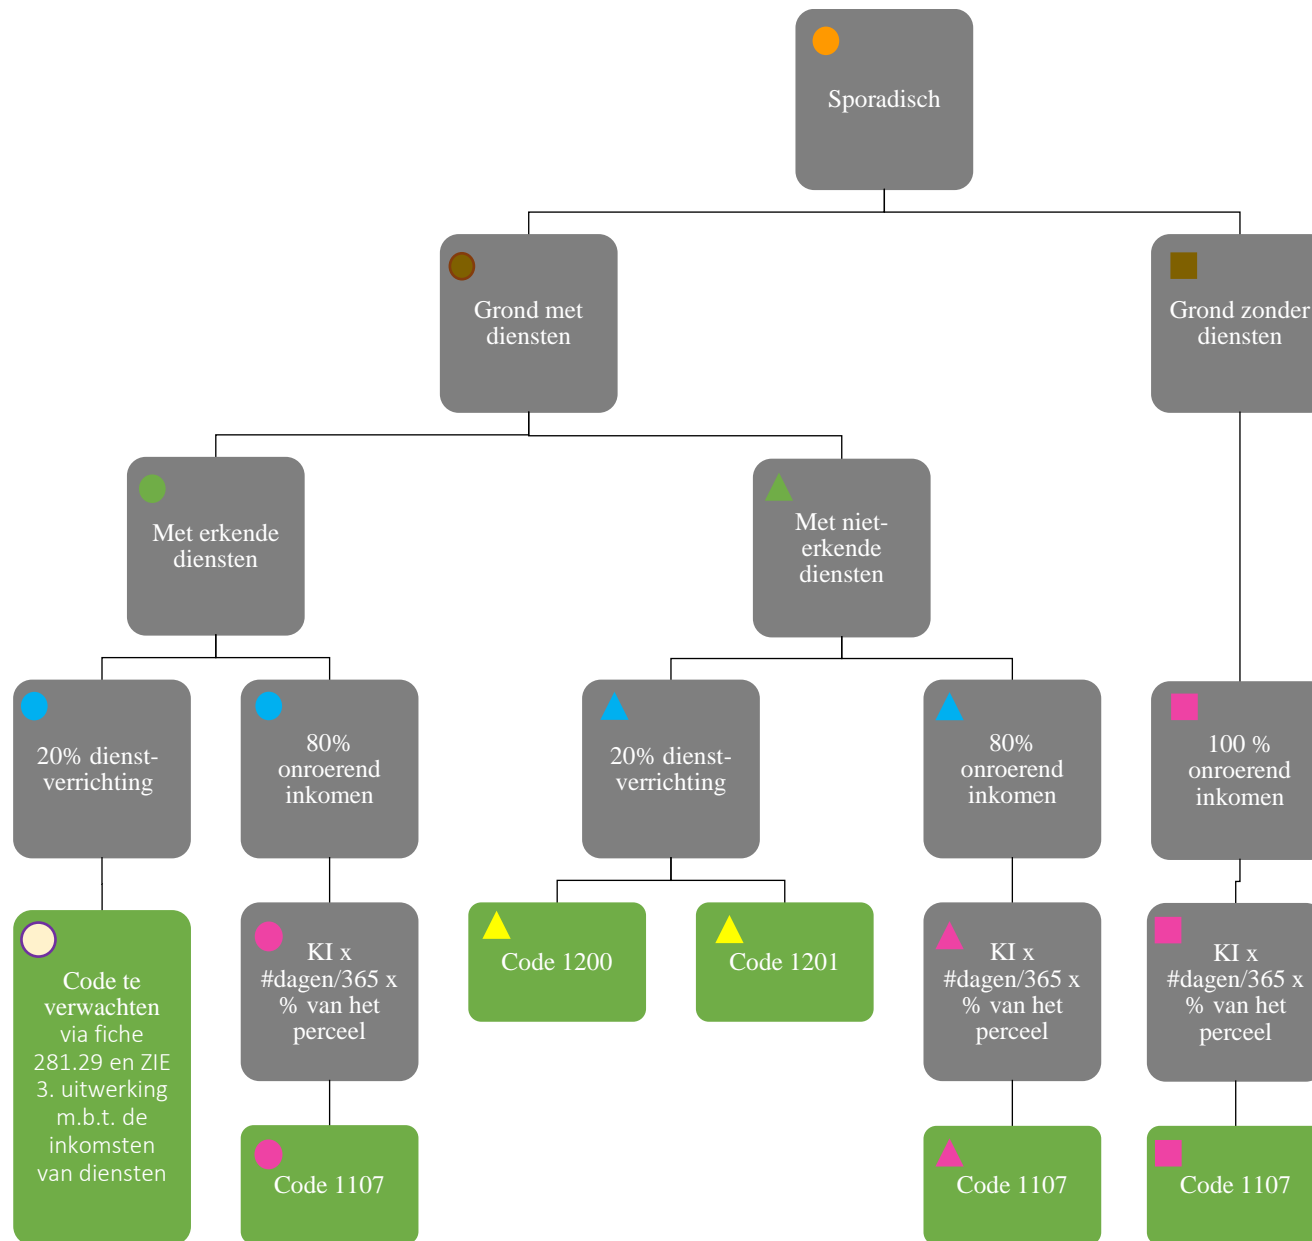 Sporadisch
Grond met
diensten
Grond zonder
diensten
Met erkende
diensten
Met niet-
erkende
diensten
20% dienst-
verrichting
80%
onroerend
inkomen
20% dienst-
verrichting
80%
onroerend
inkomen
100 %
onroerend
inkomen
Code te
verwachten
via fiche
281.29 en ZIE
3. uitwerking
m.b.t. de
inkomsten
van diensten
KI x
#dagen/365 x
% van het
perceel
Code 1200
Code 1201
KI x
#dagen/365 x
% van het
perceel
KI x
#dagen/365 x
% van het
perceel
Code 1107
Code 1107
Code 1107